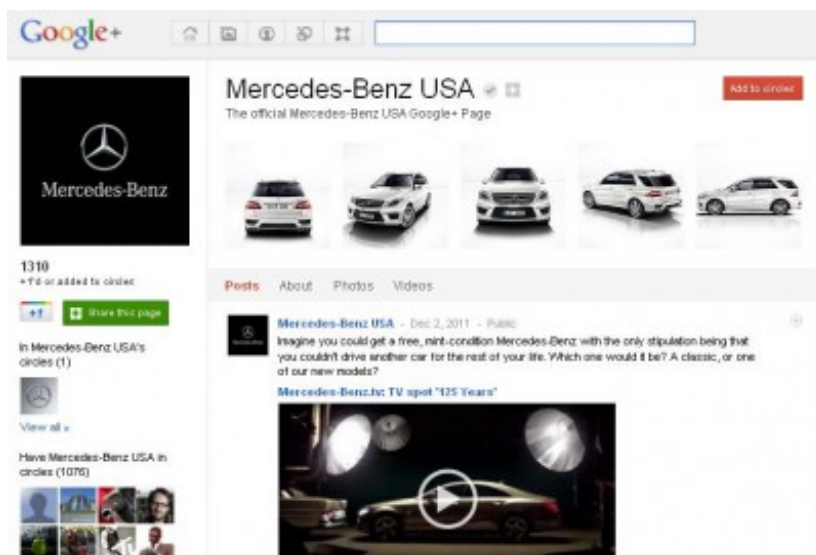 Google+
Mercedes-Benz USA
Add to circles
The official Mercedes-Benz USA Google+ Page
Mercedes-Benz
1310
+1'd or added to circles
+1
Share this page
In Mercedes-Benz USA's
circles (1)
View all »
Have Mercedes-Benz USA in
circles (1076)
Posts About Photos Videos
Mercedes-Benz USA - Dec 2, 2011 - Public
Imagine you could get a free, mint-condition Mercedes-Benz with the only stipulation being that
you couldn't drive another car for the rest of your life. Which one would it be? A classic, or one
of our new models?
Mercedes-Benz.tv: TV spot "125 Years"